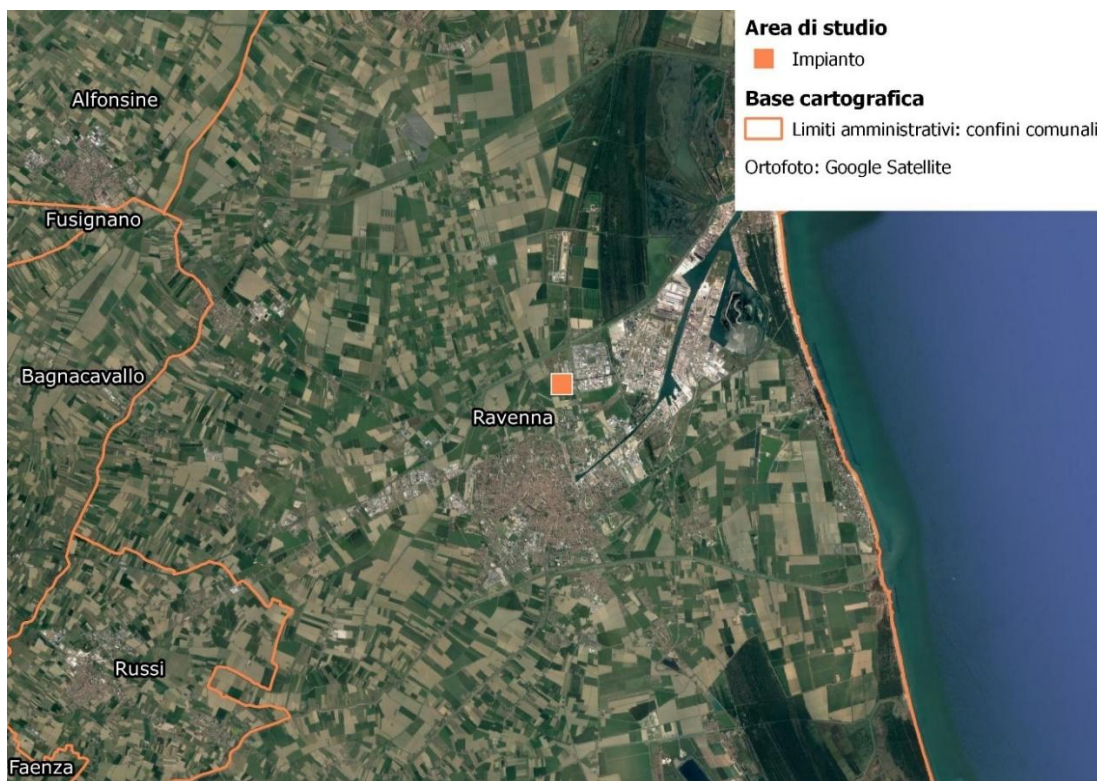 Area di studio
Impianto
Base cartografica
Limiti amministrativi: confini comunali
Ortofoto: Google Satellite
Alfonsine
Fusignano
Bagnacavallo
Ravenna
Russi
Faenza